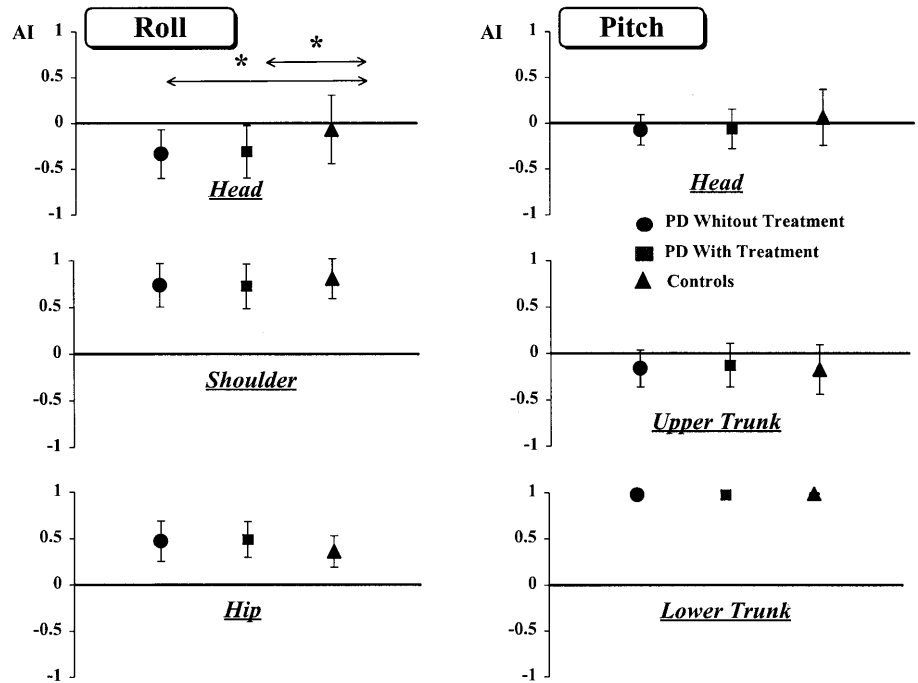 AI
Roll
1
0.5
0
-0.5
-1
*
*
Head
1
0.5
0
-0.5
-1
Shoulder
1
0.5
0
-0.5
-1
Hip
AI
Pitch
1
0.5
0
-0.5
-1
Head
PD Whitout Treatment
PD With Treatment
Controls
1
0.5
0
-0.5
-1
Upper Trunk
1
0.5
0
-0.5
-1
Lower Trunk